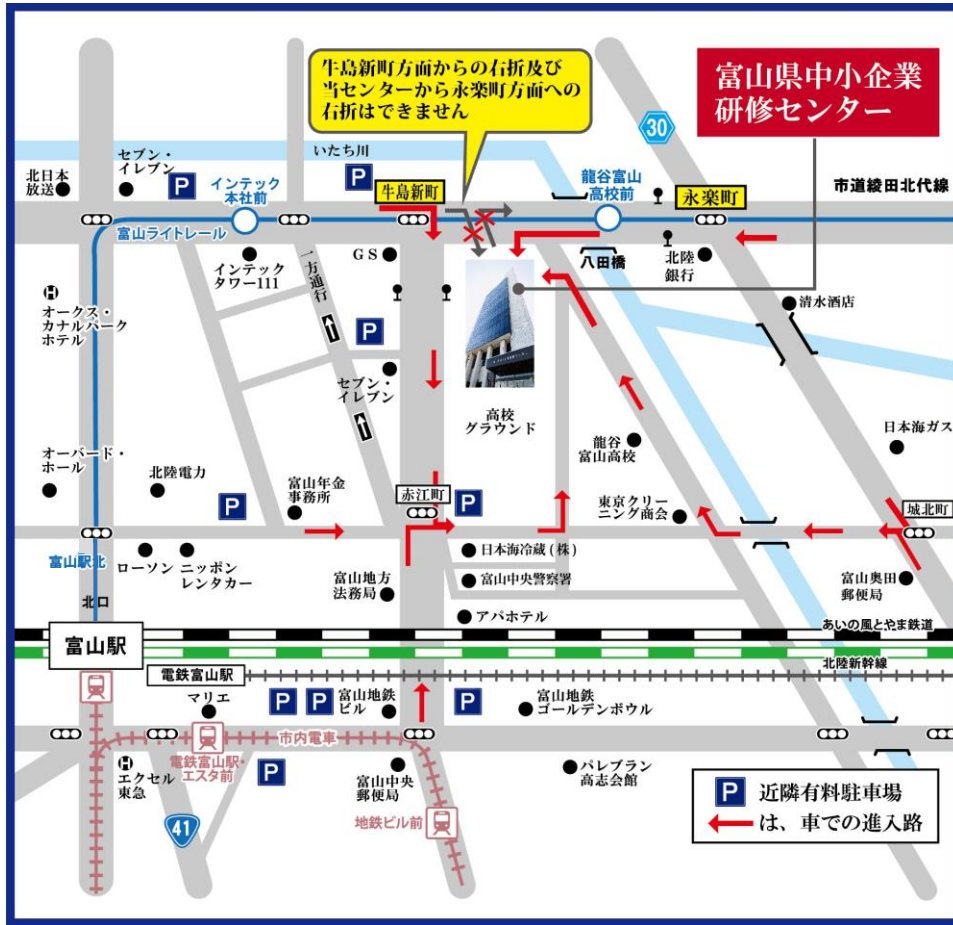 牛島新町方面からの右折及び
当センターから永楽町方面への
右折はできません
富山県中小企業
研修センター
30
いたち川
セブン・
イレブン
北日本
放送
P
インテック
本社前
P
牛島新町
龍谷富山
高校前
永楽町
市道綾田北代線
富山ライトレール
インテック
タワー111
一方通行
GS
八田橋
北陸
銀行
H
オークス・
カナルパーク
ホテル
清水酒店
P
セブン・
イレブン
高校
グラウンド
日本海ガス
龍谷
富山高校
オーバード・
ホール
北陸電力
P
富山年金
事務所
赤江町
P
東京クリー
ニング商会
城北町
富山駅北
ローソン
ニッポン
レンタカー
日本海冷蔵(株)
富山地方
法務局
富山中央警察署
富山奥田
郵便局
北口
アパホテル
あいの風とやま鉄道
富山駅
北陸新幹線
電鉄富山駅
マリエ
P
P
富山地鉄
ビル
P
富山地鉄
ゴールデンボウル
市内電車
電鉄富山駅・
エスタ前
H
エクセル
東急
P
富山中央
郵便局
パレブラン
高志会館
41
地鉄ビル前
P 近隣有料駐車場
は、車での進入路